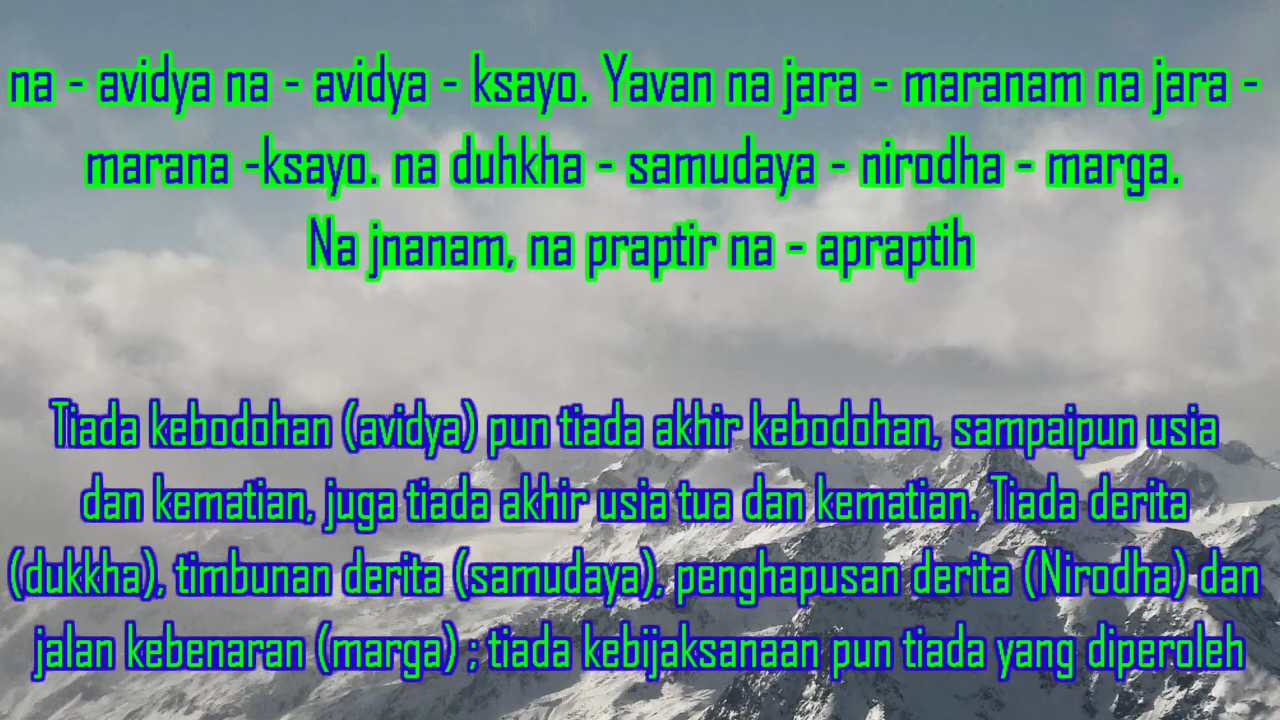 na - avidya na - avidya - ksayo. Yavan na jara - maranam na jara -
marana -ksayo. na duhkha - samudaya - nirodha - marga.
Na jnanam, na praptir na - apraptih
Tiada kebodohan (avidya) pun tiada akhir kebodohan, sampaipun usia
dan kematian, juga tiada akhir usia tua dan kematian. Tiada derita
(dukkha), timbunan derita (samudaya), penghapusan derita (Nirodha) dan
jalan kebenaran (marga) ; tiada kebijaksanaan pun tiada yang diperoleh